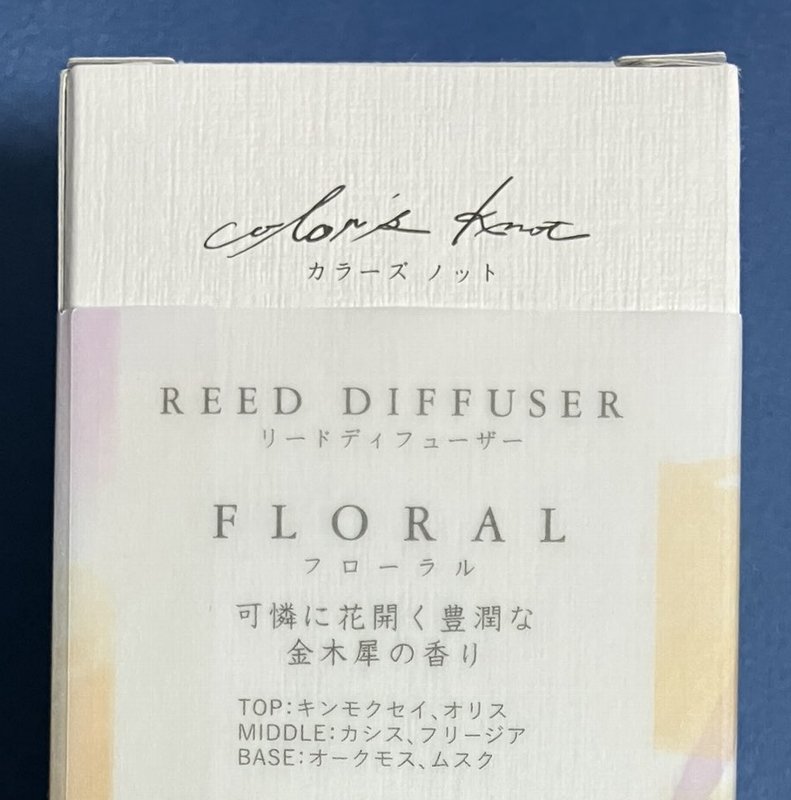 color's knot
カラーズ ノット
REED DIFFUSER
リードディフューザー
FLORAL
フローラル
可憐に花開く豊潤な
金木犀の香り
TOP:キンモクセイ、オリス
MIDDLE:カシス、フリージア
BASE:オークモス、ムスク